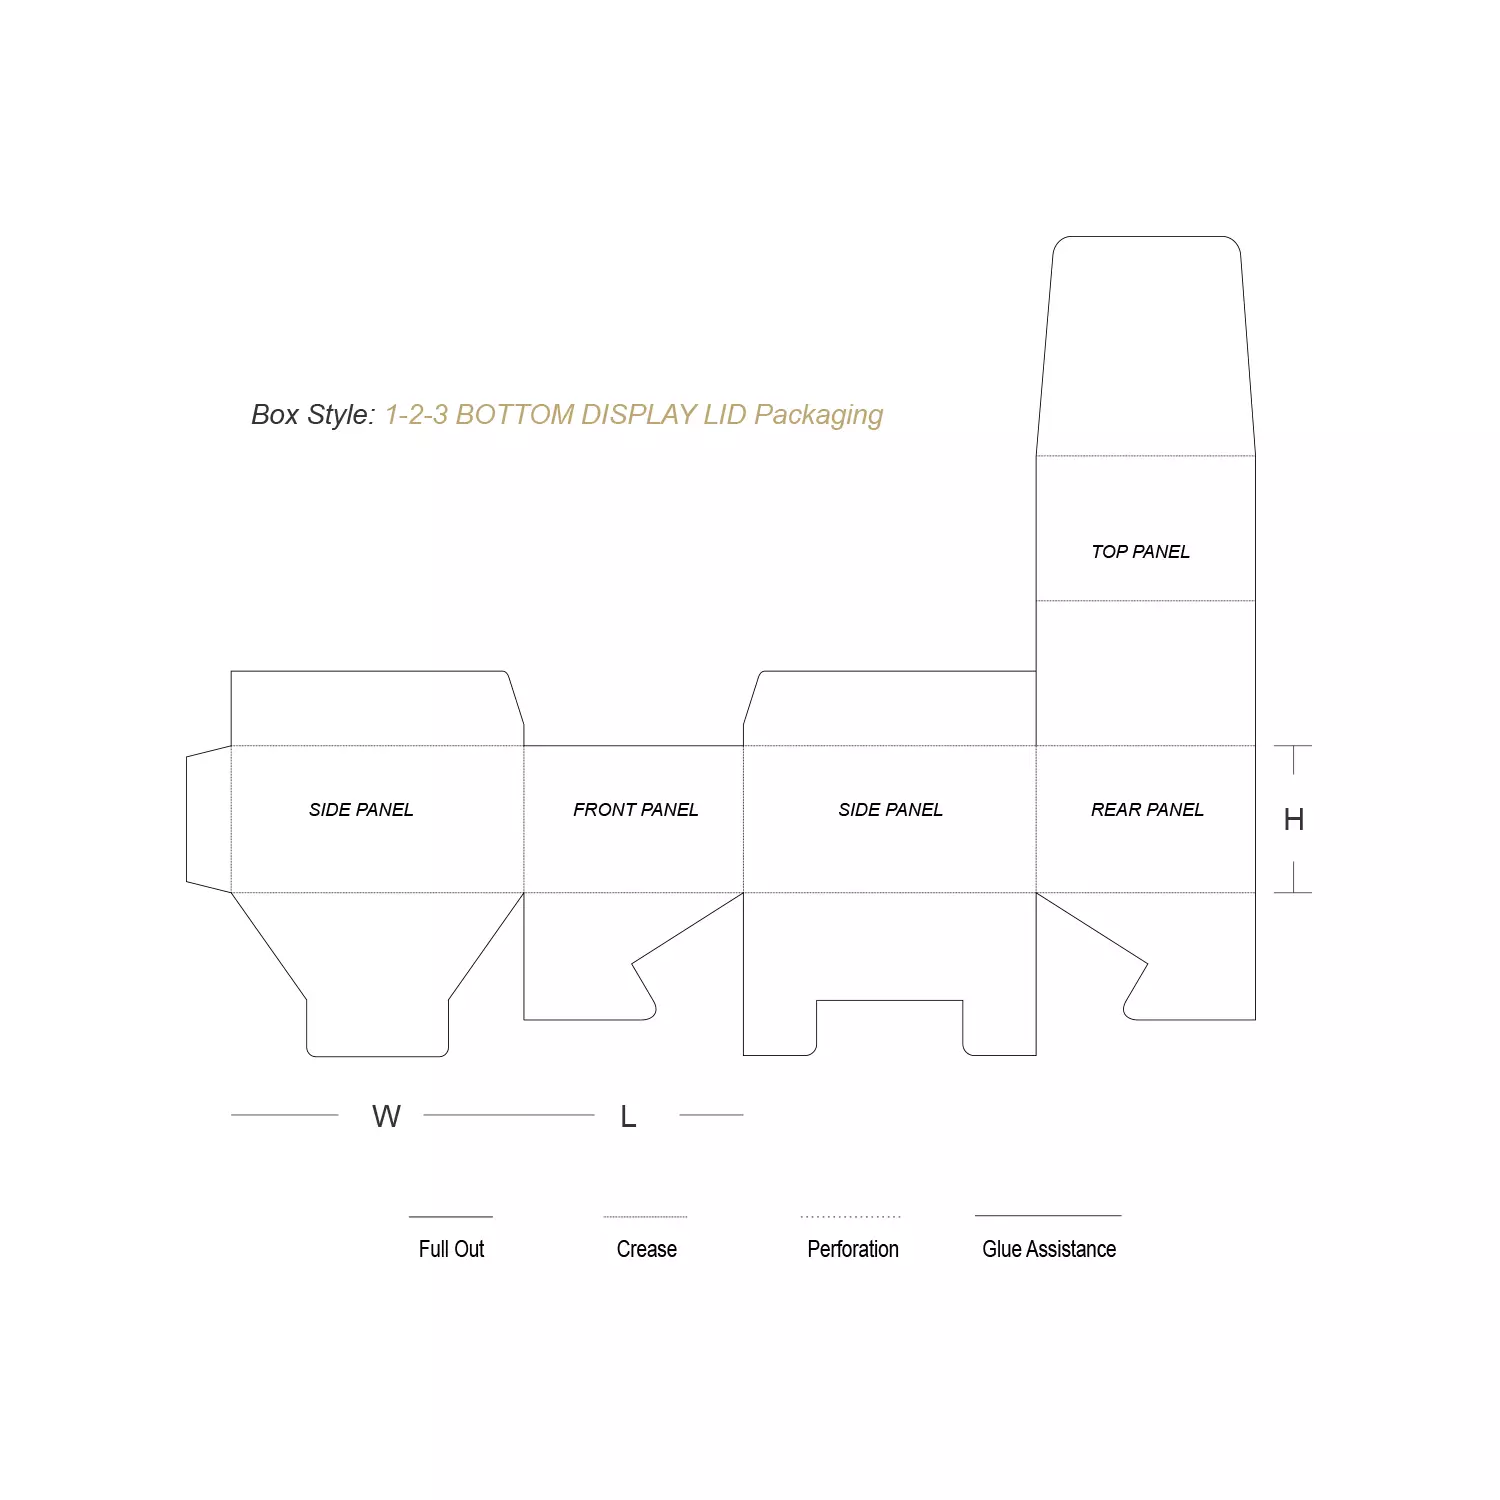 Box Style: 1-2-3 BOTTOM DISPLAY LID Packaging
TOP PANEL
SIDE PANEL
FRONT PANEL
SIDE PANEL
REAR PANEL
H
W
L
Full Out
Crease
Perforation
Glue Assistance